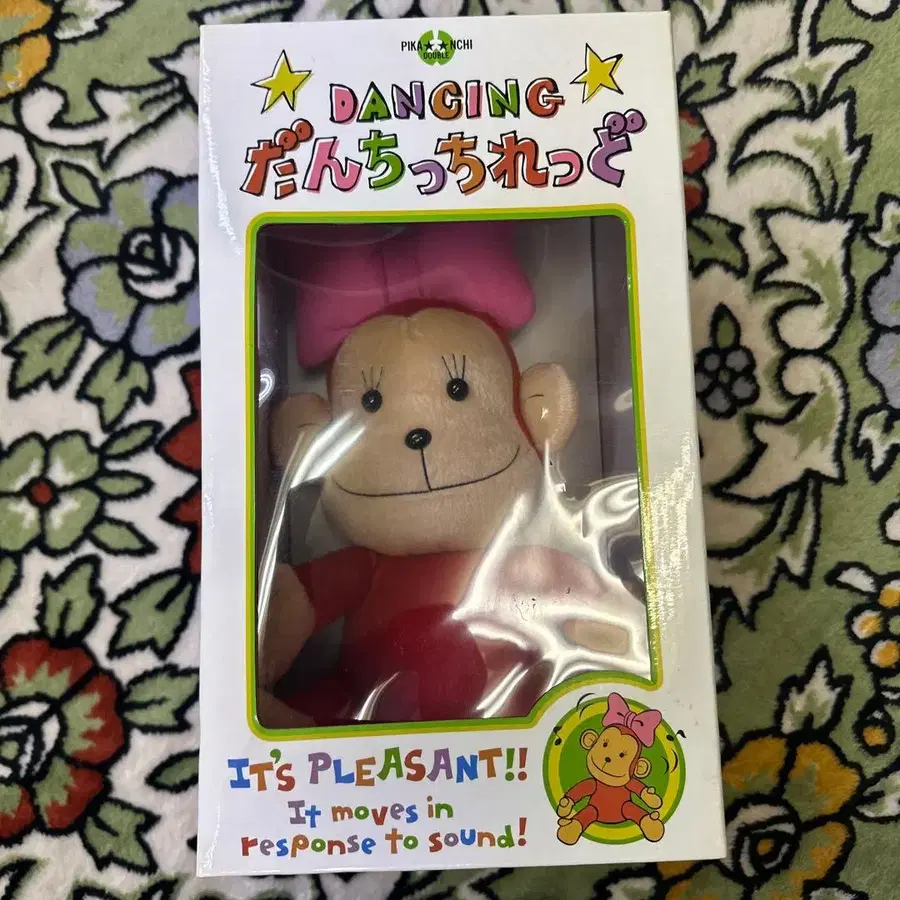 PIKA★★NCHI
DOUBLE
DANCING
だんちっちれっど
IT'S PLEASANT!!
It moves in
response to sound!